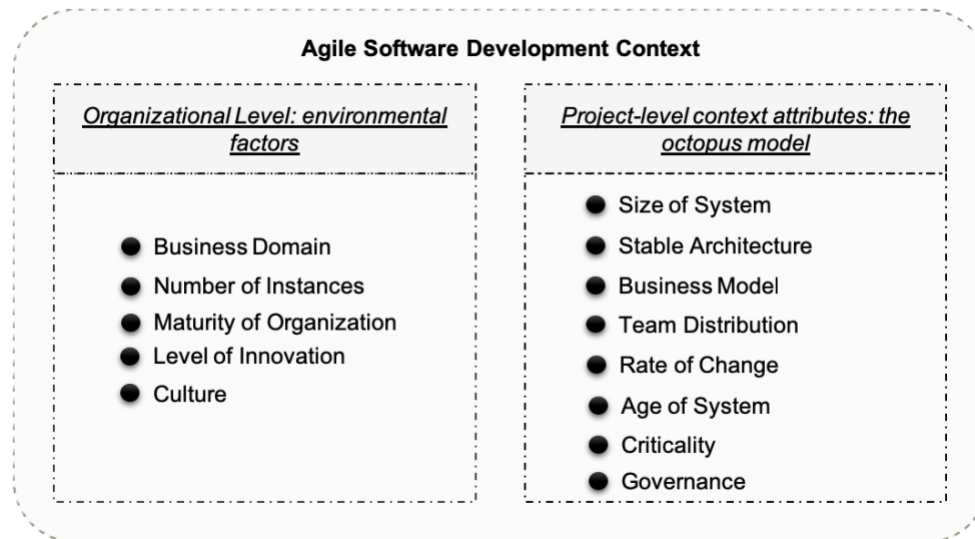 Agile Software Development Context
Organizational Level: environmental
factors
Business Domain
Number of Instances
Maturity of Organization
Level of Innovation
Culture
Project-level context attributes: the
octopus model
Size of System
Stable Architecture
Business Model
Team Distribution
Rate of Change
Age of System
Criticality
Governance